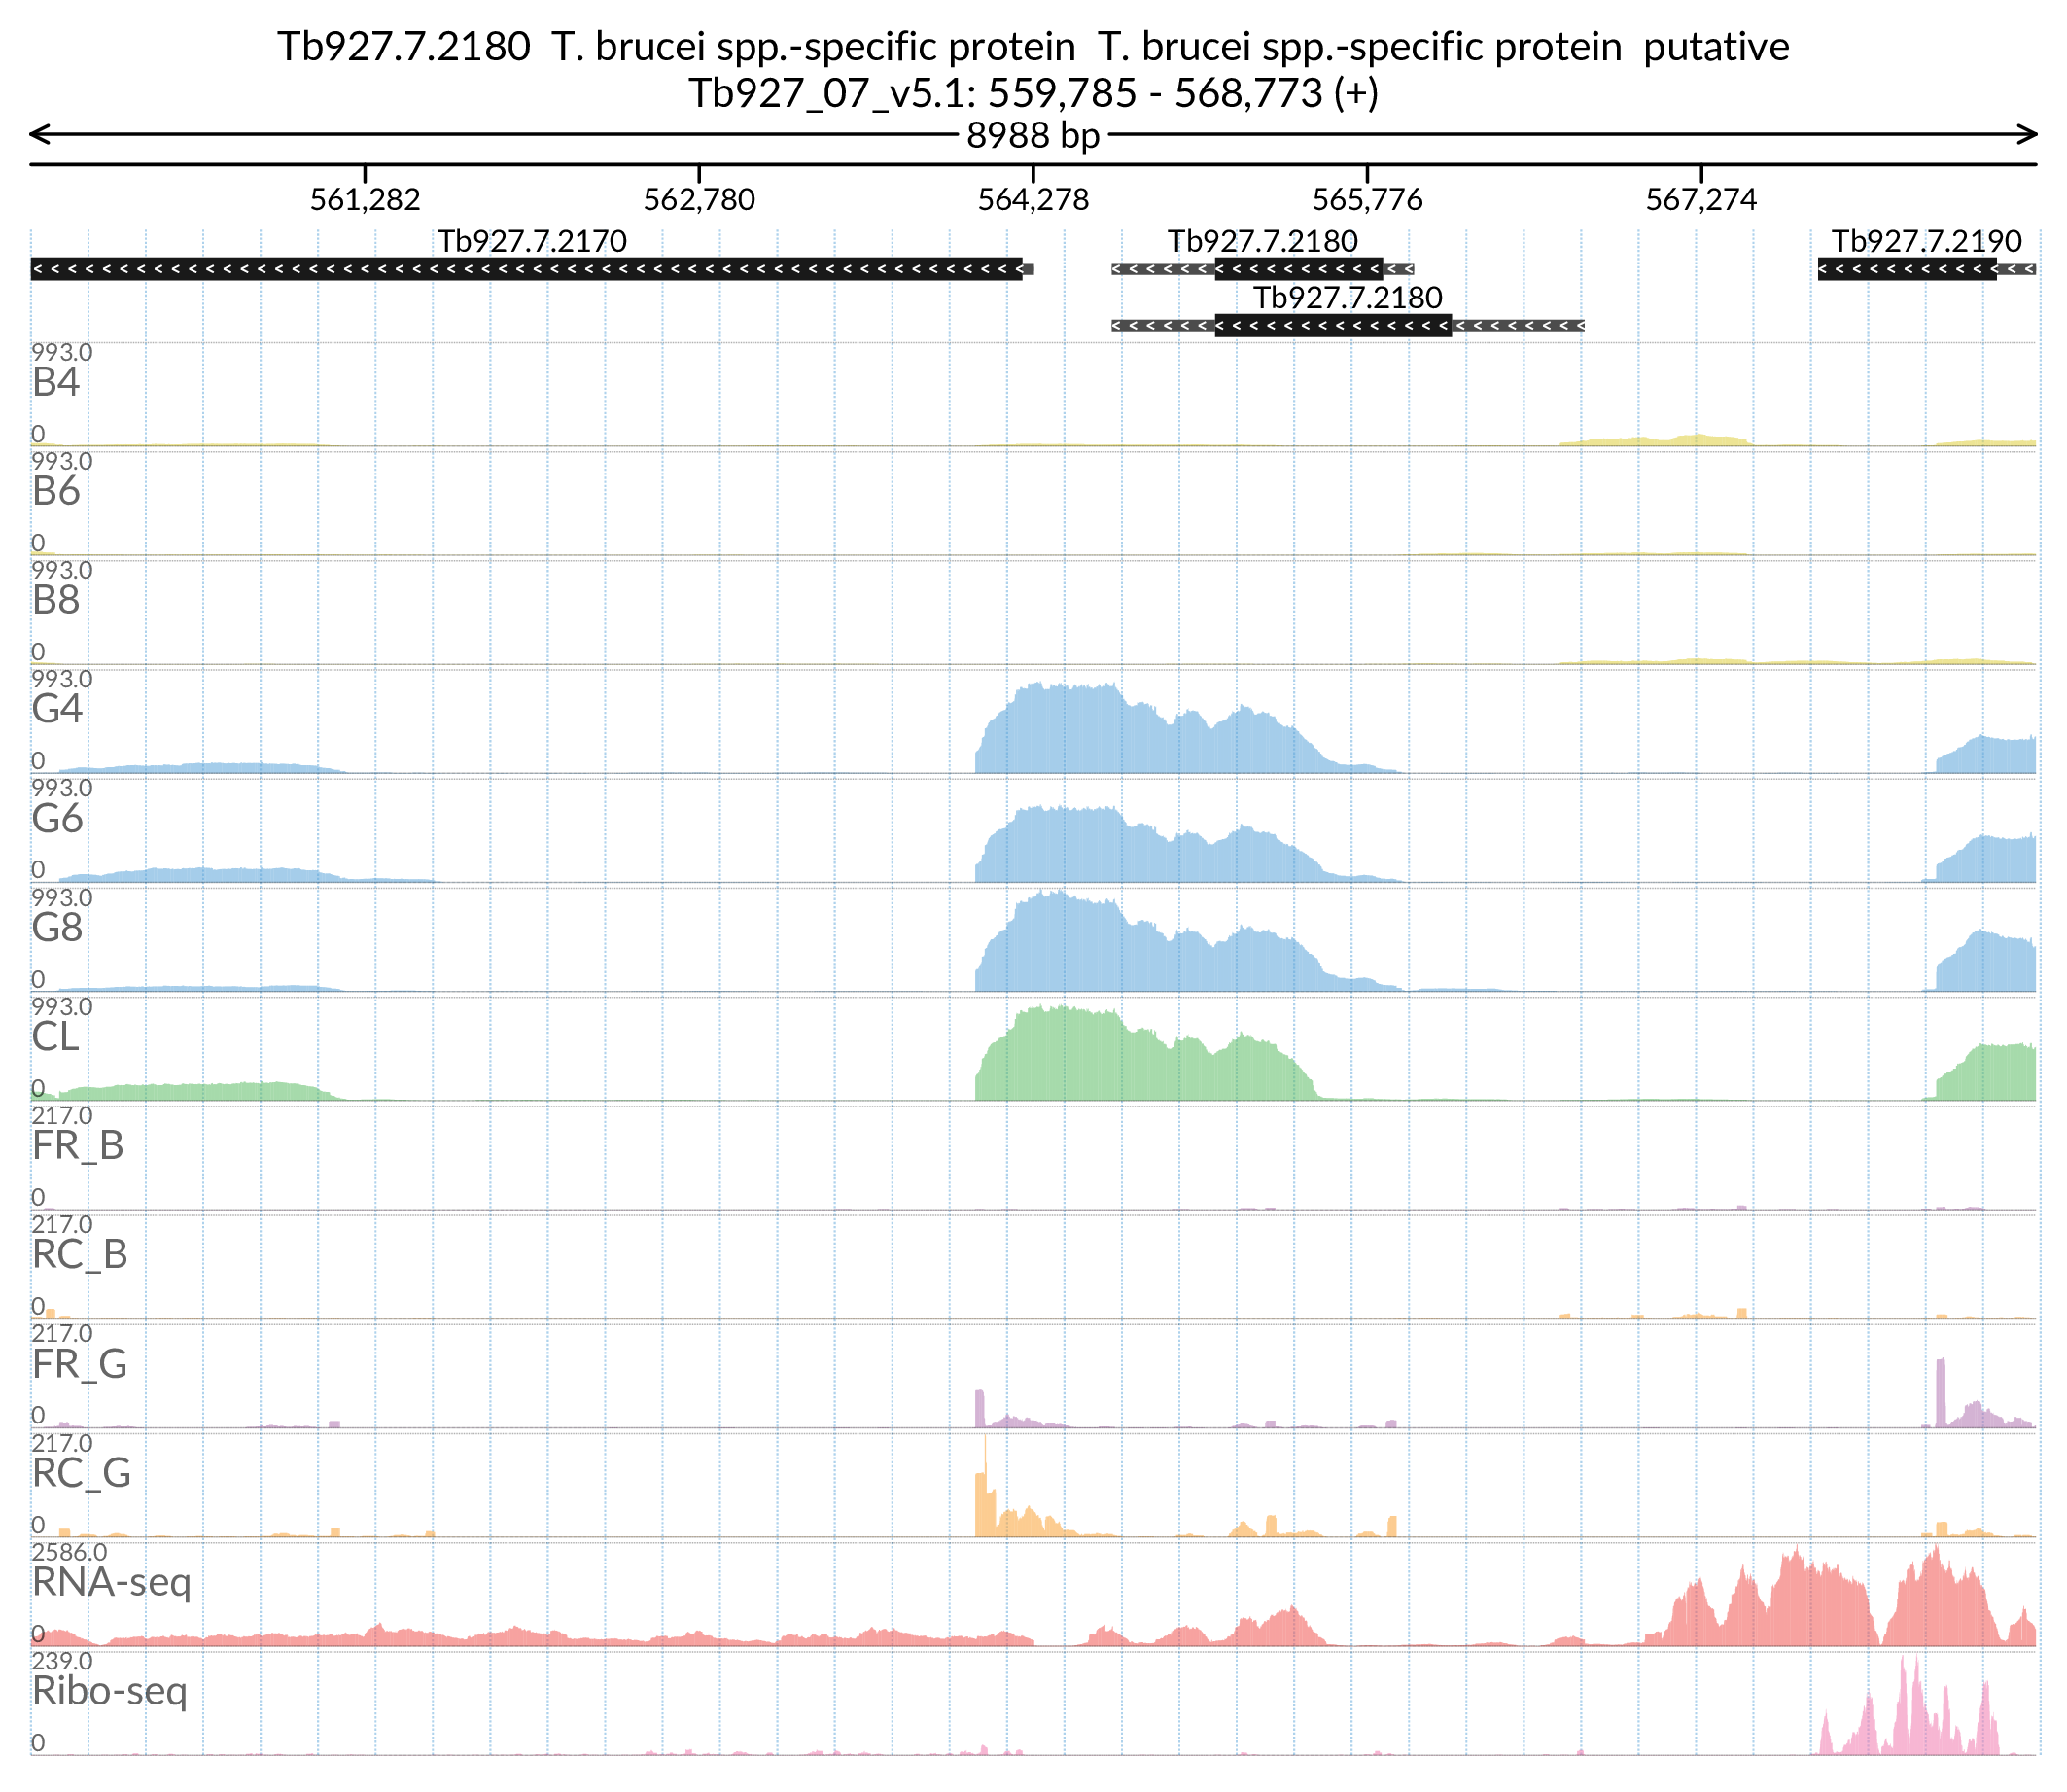 Tb927.7.2180  T. brucei spp.-specific protein  T. brucei spp.-specific protein  putative
Tb927_07_v5.1: 559,785 - 568,773 (+)
8988 bp
561,282 562,780 564,278 565,776 567,274
Tb927.7.2170 Tb927.7.2180 Tb927.7.2190
Tb927.7.2180
993.0
B4
0
993.0
B6
0
993.0
B8
0
993.0
G4
0
993.0
G6
0
993.0
G8
0
993.0
CL
0
217.0
FR_B
0
217.0
RC_B
0
217.0
FR_G
0
217.0
RC_G
0
2586.0
RNA-seq
0
239.0
Ribo-seq
0